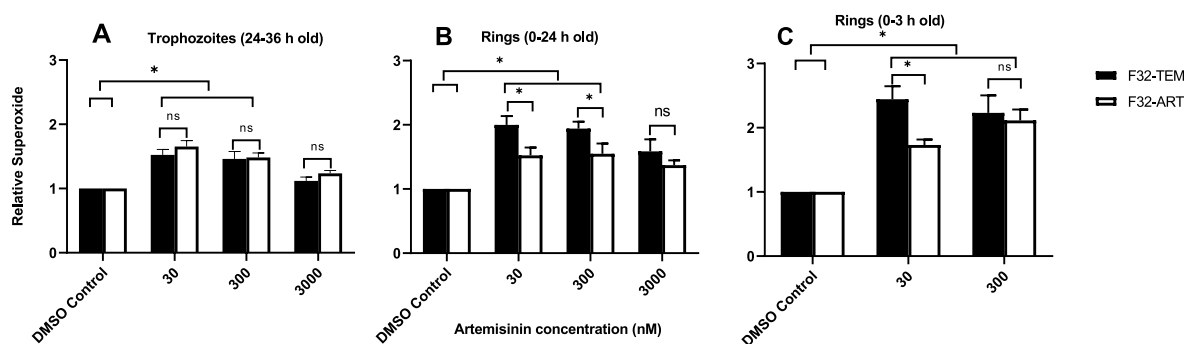 A
Trophozoites (24-36 h old)
Relative Superoxide
3
2
1
0
*
ns
ns
ns
DMSO Control
30
300
3000
B
Rings (0-24 h old)
3
2
1
0
*
*
*
ns
DMSO Control
30
300
3000
Artemisinin concentration (nM)
C
Rings (0-3 h old)
3
2
1
0
*
*
ns
DMSO Control
30
300
F32-TEM
F32-ART